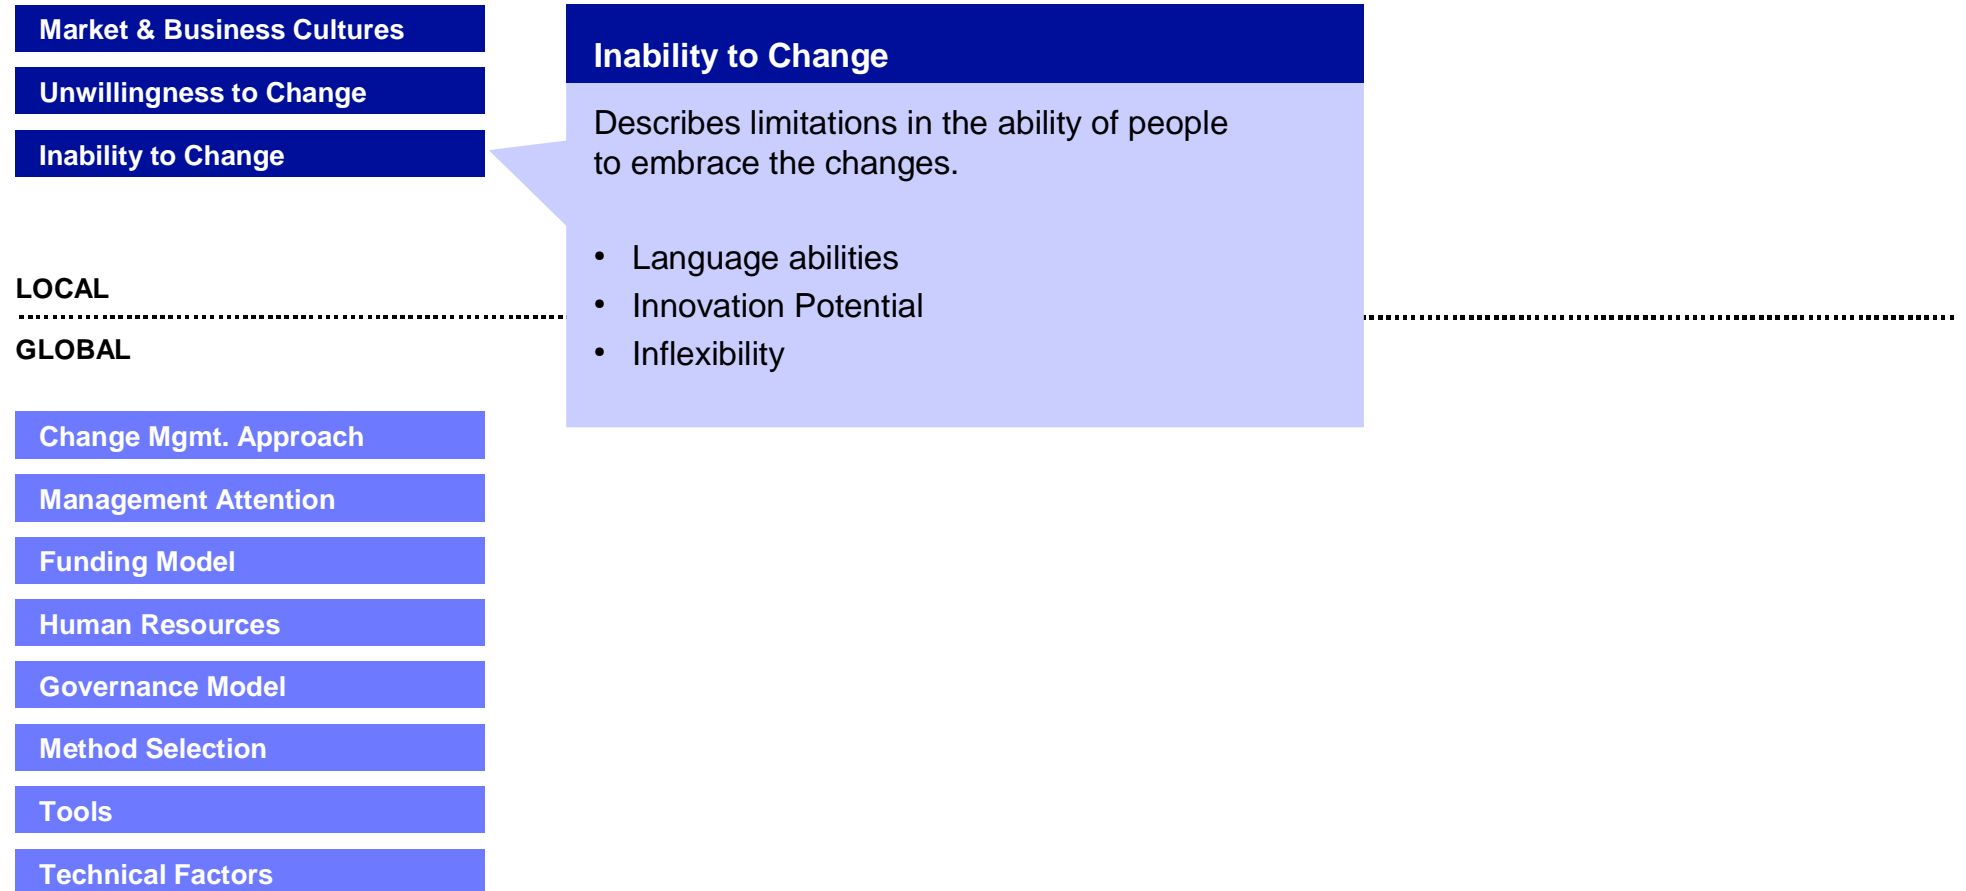 Market & Business Cultures
Unwillingness to Change
Inability to Change
Inability to Change
Describes limitations in the ability of people
to embrace the changes.
• Language abilities
• Innovation Potential
• Inflexibility
LOCAL
GLOBAL
Change Mgmt. Approach
Management Attention
Funding Model
Human Resources
Governance Model
Method Selection
Tools
Technical Factors